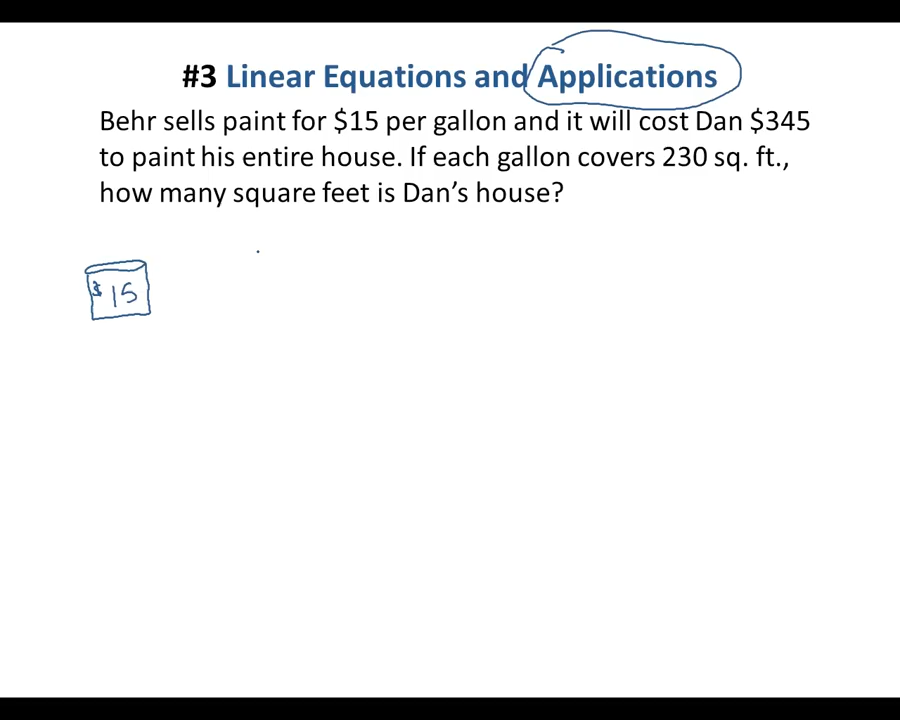 #3 Linear Equations and Applications
Behr sells paint for $15 per gallon and it will cost Dan $345
to paint his entire house. If each gallon covers 230 sq. ft.,
how many square feet is Dan’s house?
$15